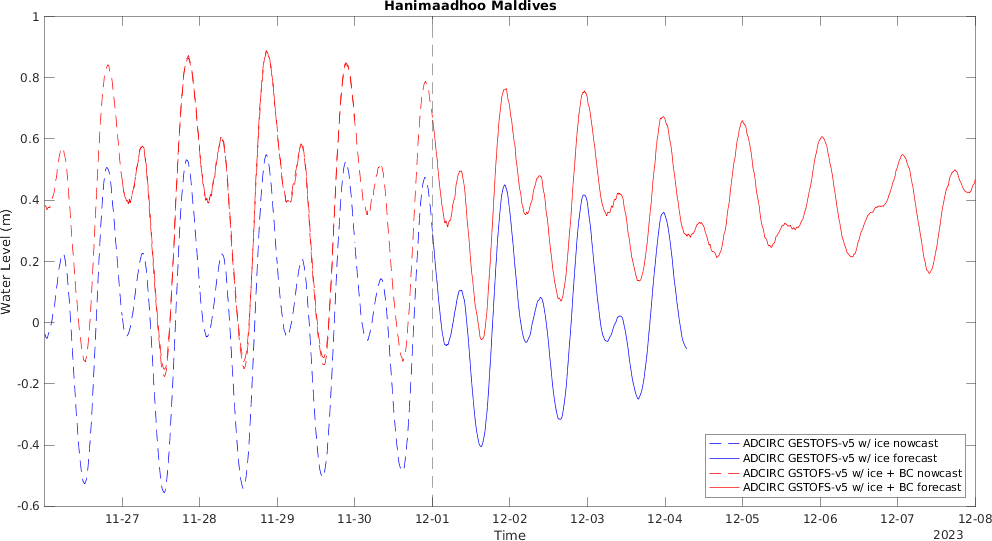 Hanimaadhoo Maldives
1
0.8
0.6
0.4
0.2
0
-0.2
-0.4
-0.6
Water Level (m)
ADCIRC GESTOFS-v5 w/ ice nowcast
ADCIRC GESTOFS-v5 w/ ice forecast
ADCIRC GSTOFS-v5 w/ ice + BC nowcast
ADCIRC GSTOFS-v5 w/ ice + BC forecast
11-27 11-28 11-29 11-30 12-01 12-02 12-03 12-04 12-05 12-06 12-07 12-08
Time
2023